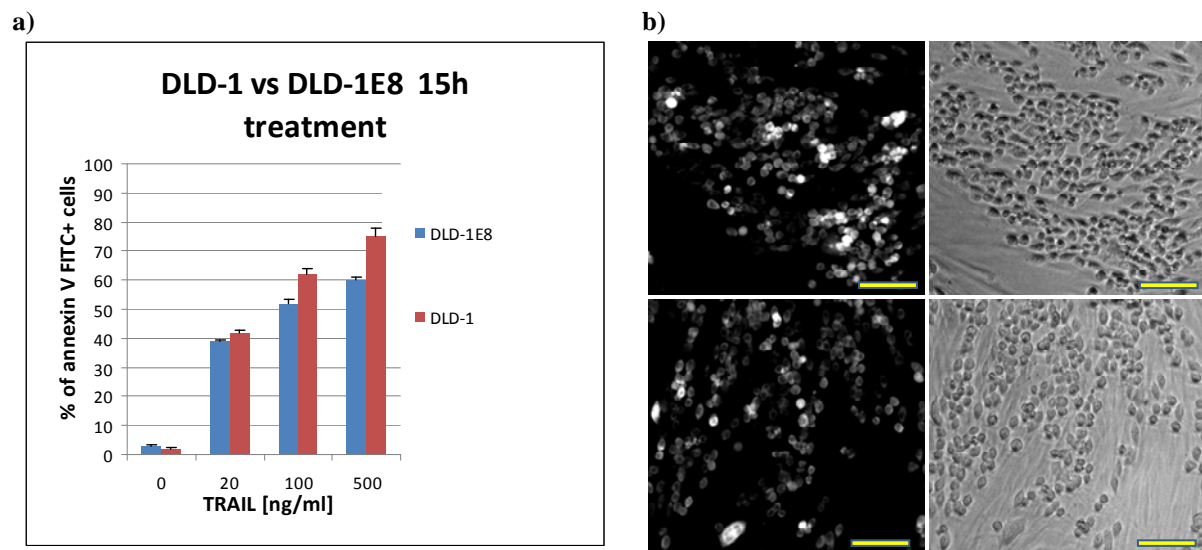 a)
b)
DLD-1 vs DLD-1E8 15h
treatment
% of annexin V FITC+ cells
100
90
80
70
60
50
40
30
20
10
0
0 20 100 500
TRAIL [ng/ml]
DLD-1E8
DLD-1